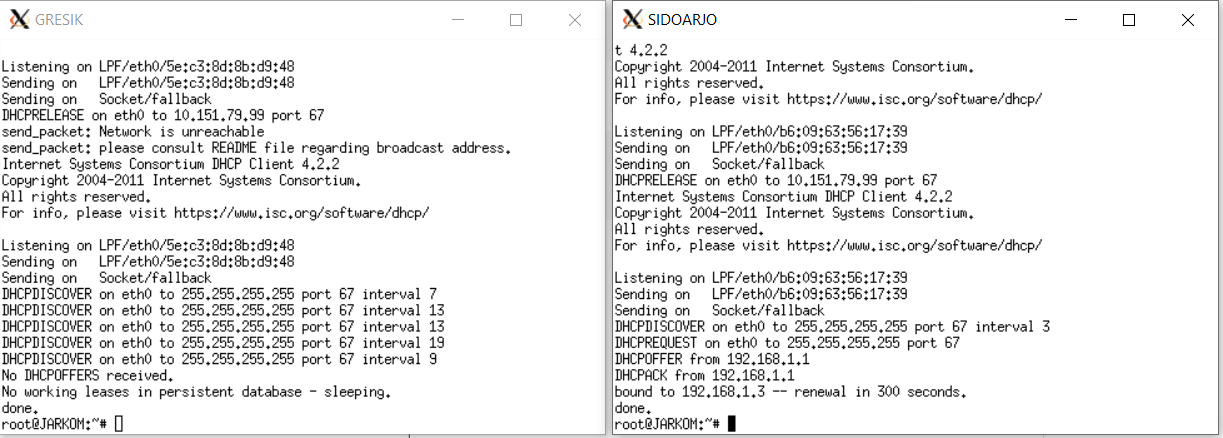 GRESIK
Listening on LPF/eth0/5e:c3:8d:8b:d9:48
Sending on   LPF/eth0/5e:c3:8d:8b:d9:48
Sending on   Socket/fallback
DHCPRELEASE on eth0 to 10.151.79.99 port 67
send_packet: Network is unreachable
send_packet: please consult README file regarding broadcast address.
Internet Systems Consortium DHCP Client 4.2.2
Copyright 2004-2011 Internet Systems Consortium.
All rights reserved.
For info, please visit https://www.isc.org/software/dhcp/
Listening on LPF/eth0/5e:c3:8d:8b:d9:48
Sending on   LPF/eth0/5e:c3:8d:8b:d9:48
Sending on   Socket/fallback
DHCPDISCOVER on eth0 to 255.255.255.255 port 67 interval 7
DHCPDISCOVER on eth0 to 255.255.255.255 port 67 interval 13
DHCPDISCOVER on eth0 to 255.255.255.255 port 67 interval 13
DHCPDISCOVER on eth0 to 255.255.255.255 port 67 interval 19
DHCPDISCOVER on eth0 to 255.255.255.255 port 67 interval 9
No DHCPOFFERS received.
No working leases in persistent database - sleeping.
done.
root@JARKOM:~#
SIDOARJO
t 4.2.2
Copyright 2004-2011 Internet Systems Consortium.
All rights reserved.
For info, please visit https://www.isc.org/software/dhcp/
Listening on LPF/eth0/b6:09:63:56:17:39
Sending on   LPF/eth0/b6:09:63:56:17:39
Sending on   Socket/fallback
DHCPRELEASE on eth0 to 10.151.79.99 port 67
Internet Systems Consortium DHCP Client 4.2.2
Copyright 2004-2011 Internet Systems Consortium.
All rights reserved.
For info, please visit https://www.isc.org/software/dhcp/
Listening on LPF/eth0/b6:09:63:56:17:39
Sending on   LPF/eth0/b6:09:63:56:17:39
Sending on   Socket/fallback
DHCPDISCOVER on eth0 to 255.255.255.255 port 67 interval 3
DHCPREQUEST on eth0 to 255.255.255.255 port 67
DHCPOFFER from 192.168.1.1
DHCPACK from 192.168.1.1
bound to 192.168.1.3 -- renewal in 300 seconds.
done.
root@JARKOM:~#